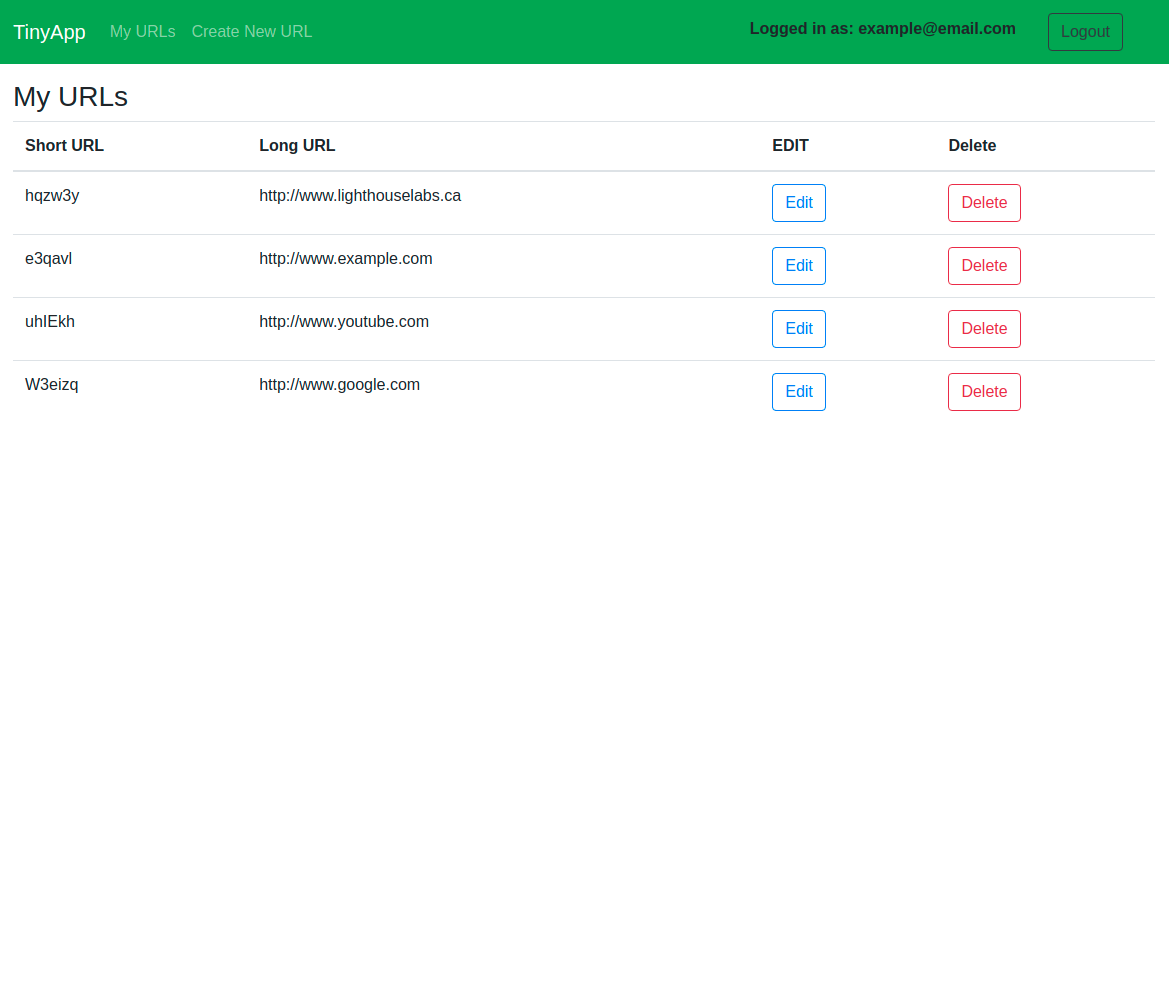 TinyApp My URLs Create New URL Logged in as: example@email.com Logout
My URLs
Short URL Long URL EDIT Delete
hqzw3y http://www.lighthouselabs.ca Edit Delete
e3qavl http://www.example.com Edit Delete
uhIEkh http://www.youtube.com Edit Delete
W3eizq http://www.google.com Edit Delete